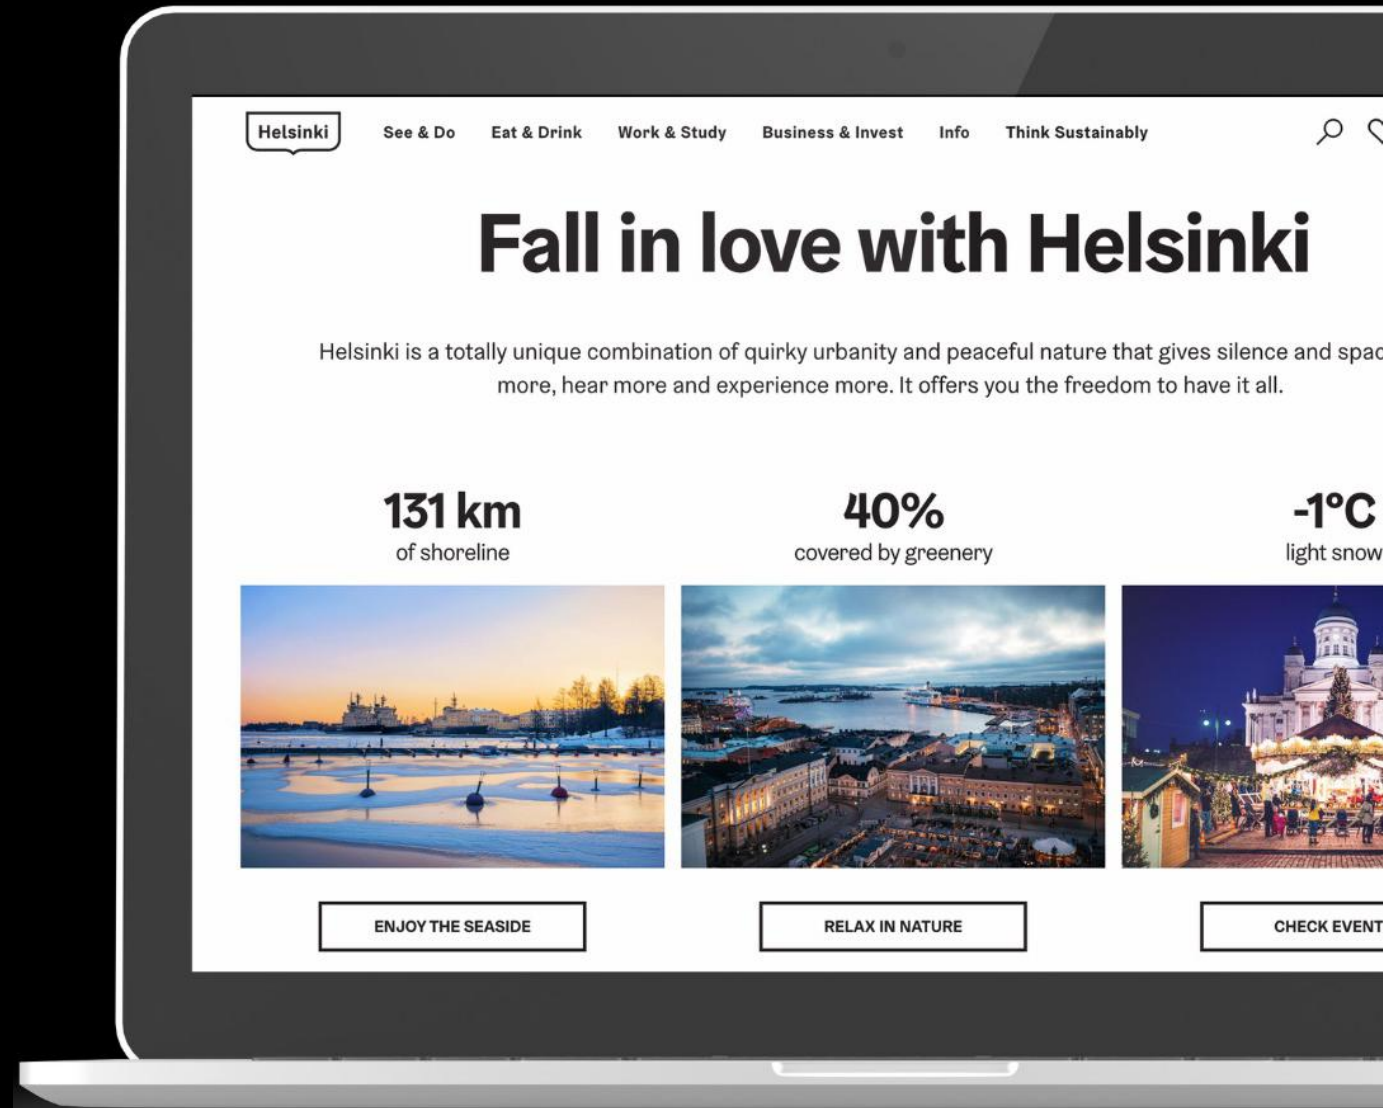 Helsinki
See & Do
Eat & Drink
Work & Study
Business & Invest
Info
Think Sustainably
Fall in love with Helsinki
Helsinki is a totally unique combination of quirky urbanity and peaceful nature that gives silence and
more, hear more and experience more. It offers you the freedom to have it all.
131 km
of shoreline
40%
covered by greenery
-1°C
light snow
ENJOY THE SEASIDE
RELAX IN NATURE
CHECK